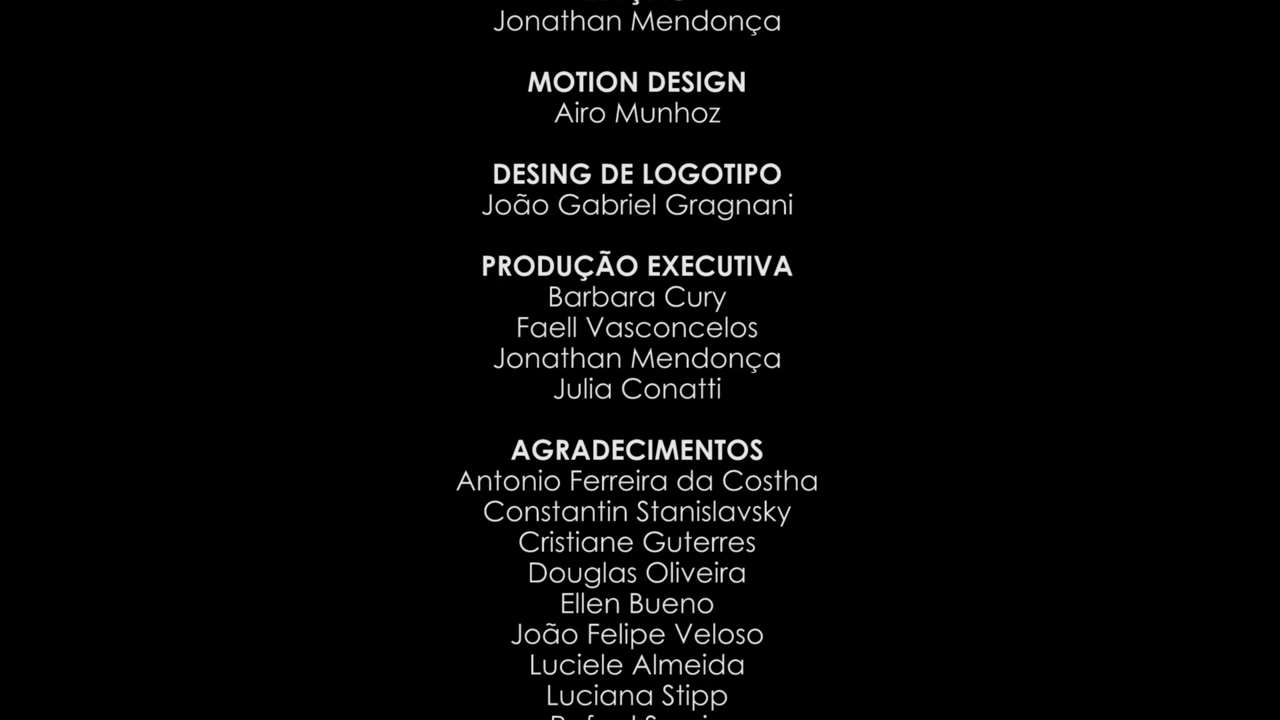 Jonathan Mendonça
MOTION DESIGN
Airo Munhoz
DESING DE LOGOTIPO
João Gabriel Gragnani
PRODUÇÃO EXECUTIVA
Barbara Cury
Faell Vasconcelos
Jonathan Mendonça
Julia Conatti
AGRADECIMENTOS
Antonio Ferreira da Costha
Constantin Stanislavsky
Cristiane Guterres
Douglas Oliveira
Ellen Bueno
João Felipe Veloso
Luciele Almeida
Luciana Stipp